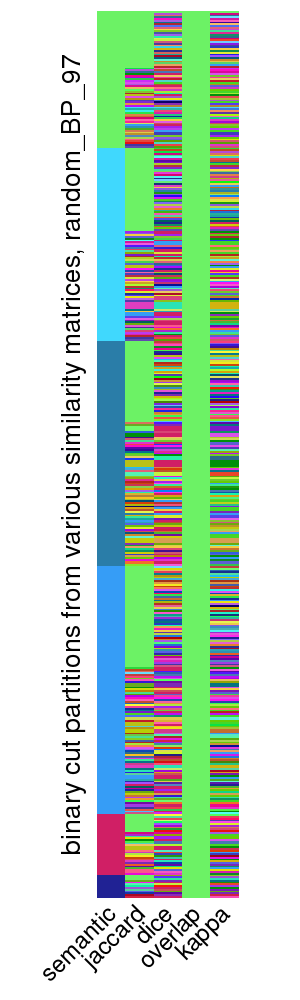 binary cut partitions from various similarity matrices, random_BP_97
semantic
jaccard
dice
overlap
kappa